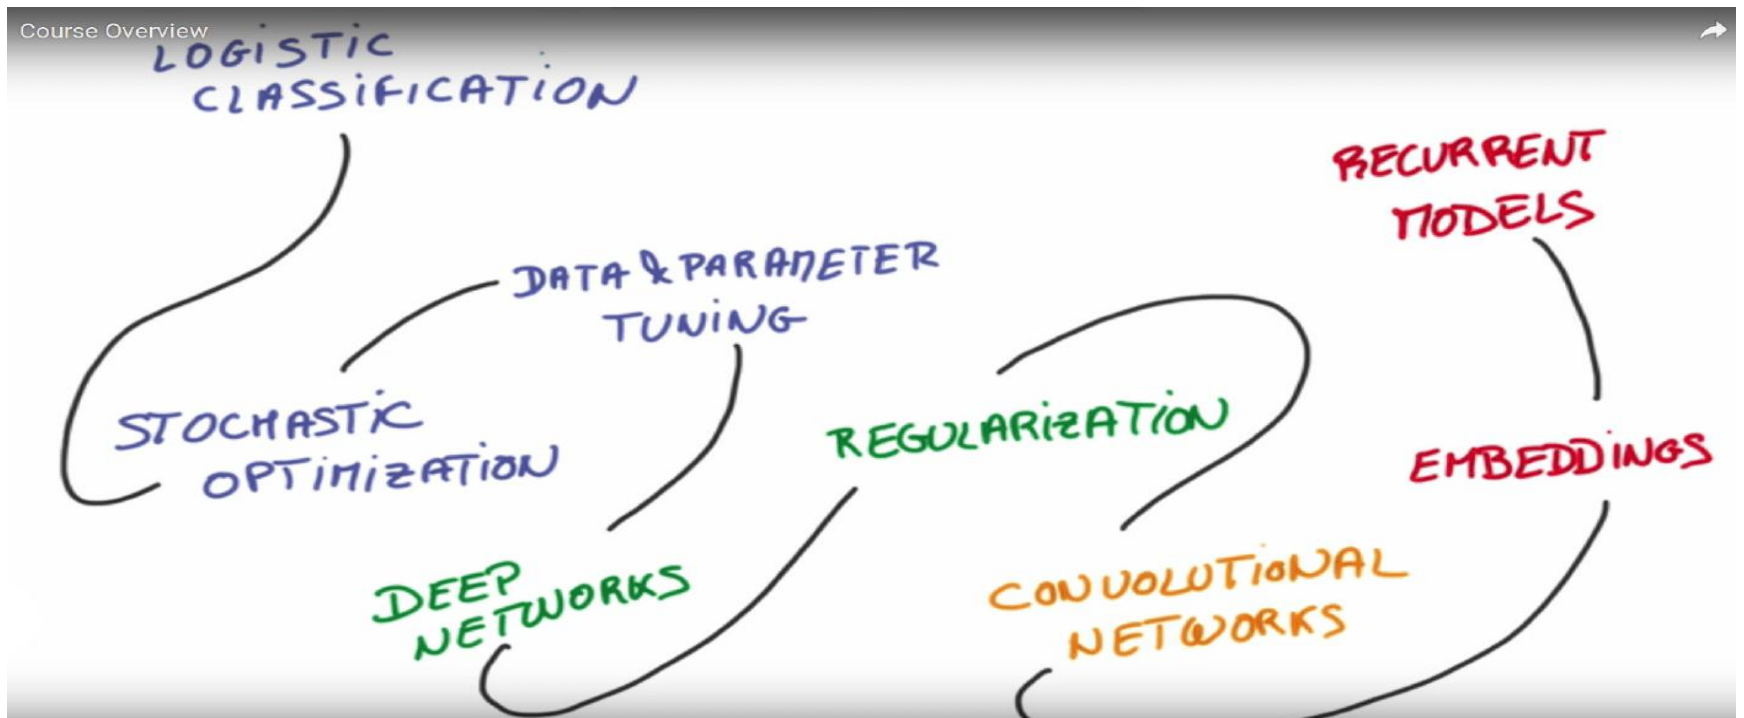 Course Overview
LOGISTIC
CLASSIFICATION
RECURRENT
MODELS
DATA & PARAMETER
TUNING
STOCHASTIC
OPTIMIZATION
REGULARIZATION
EMBEDDINGS
DEEP
NETWORKS
CONVOLUTIONAL
NETWORKS